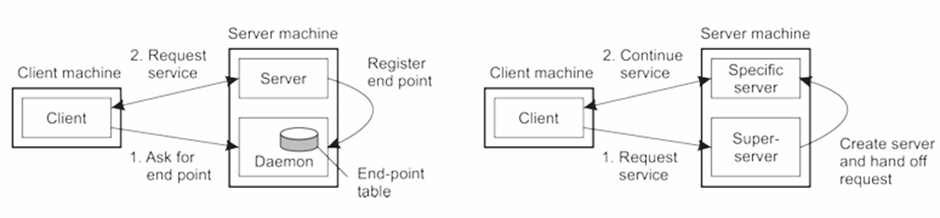 Server machine
Client machine
2. Request
service
Server
Register
end point
Client
Daemon
1. Ask for
end point
End-point
table
Server machine
Client machine
2. Continue
service
Specific
server
Client
Super-
server
1. Request
service
Create server
and hand off
request